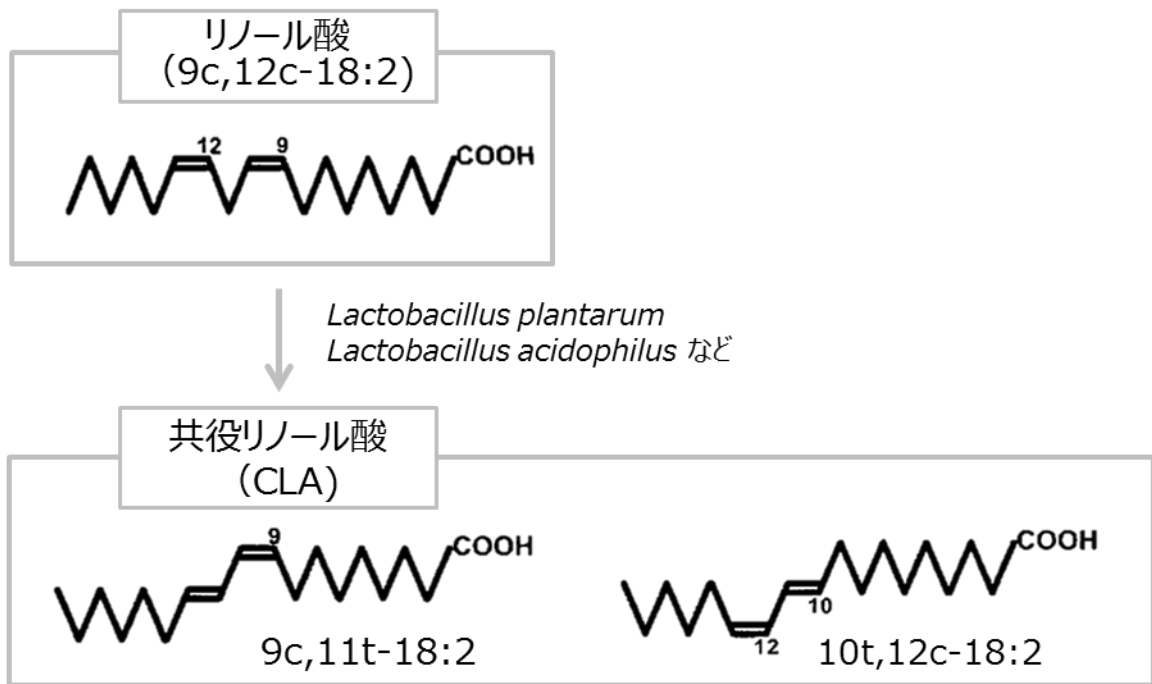 リノール酸
（9c,12c-18:2)
12
9
COOH
Lactobacillus plantarum
Lactobacillus acidophilus など
共役リノール酸
（CLA)
9
COOH
9c,11t-18:2
COOH
10
12
10t,12c-18:2